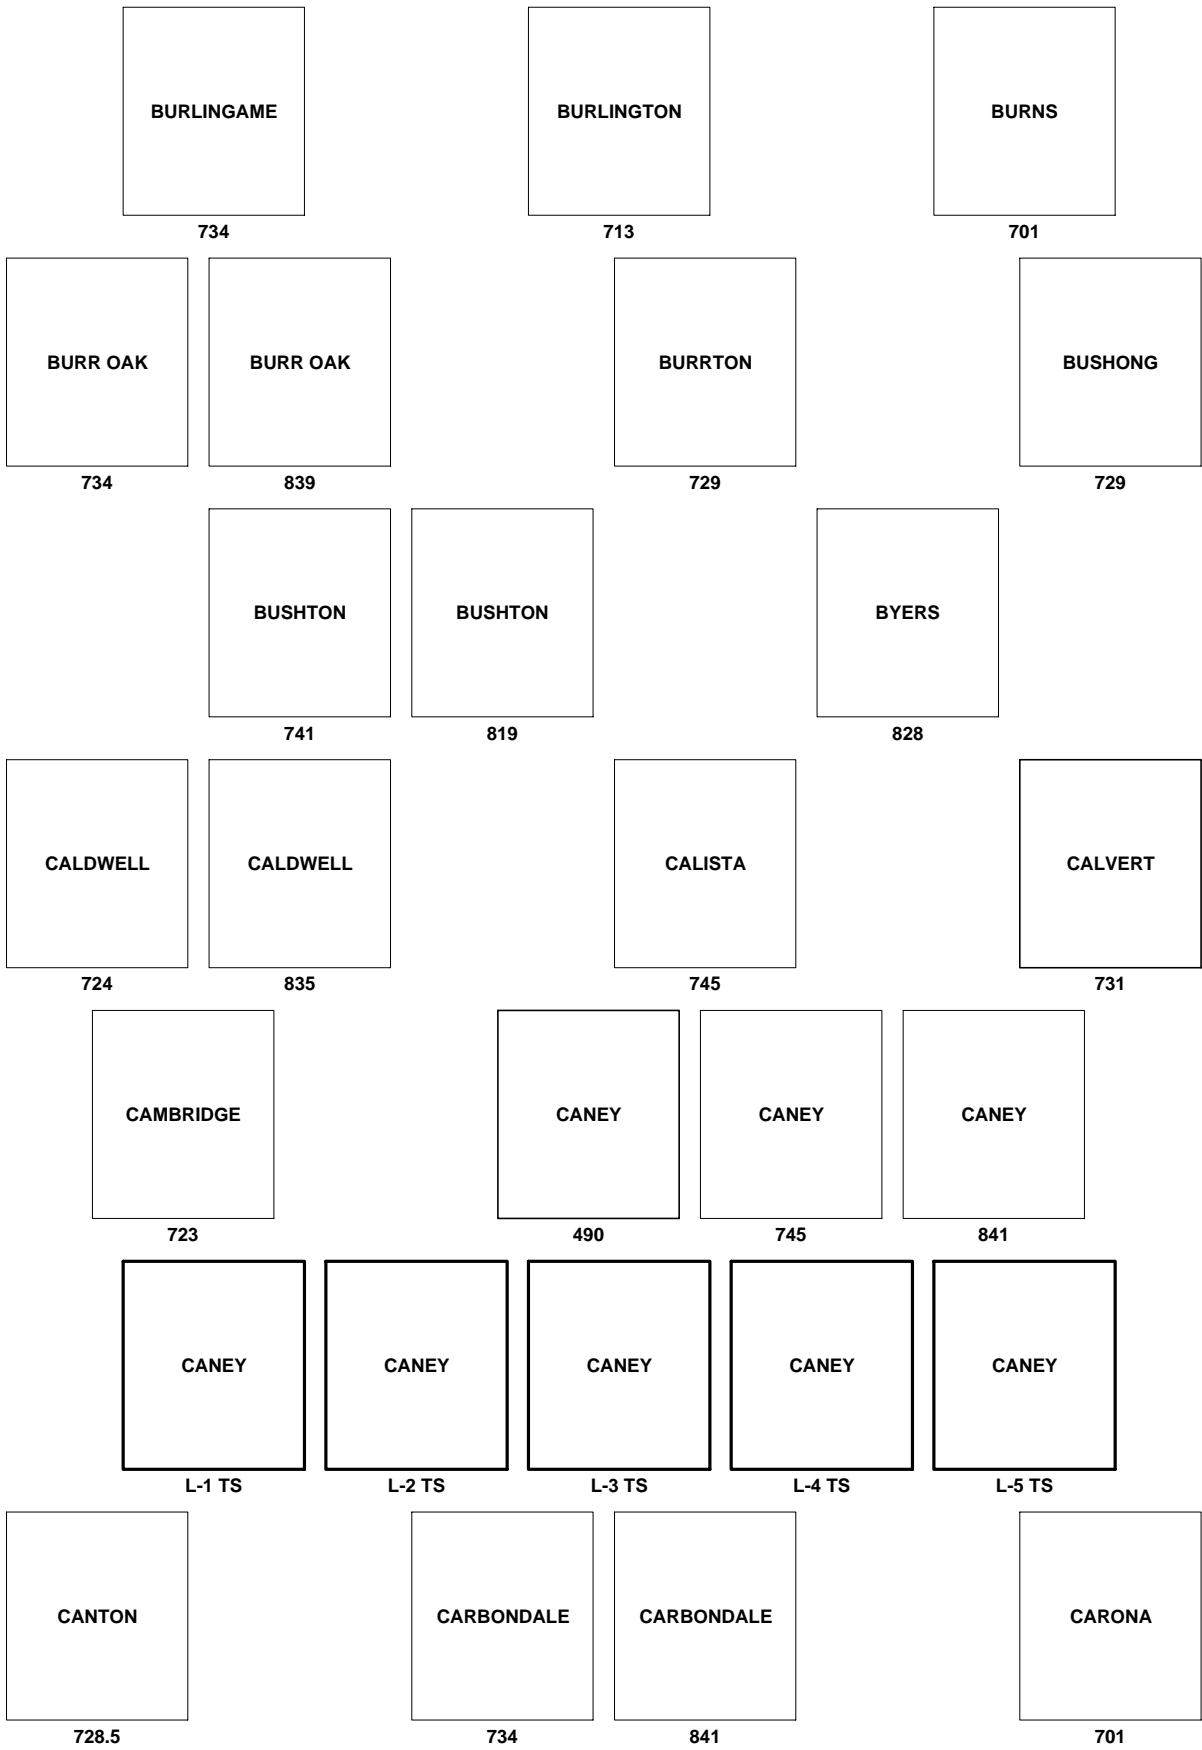 BURLINGAME BURLINGTON BURNS
734 713 701
BURR OAK BURR OAK BURRTON BUSHONG
734 839 729 729
BUSHTON BUSHTON BYERS
741 819 828
CALDWELL CALDWELL CALISTA CALVERT
724 835 745 731
CAMBRIDGE CANEY CANEY CANEY
723 490 745 841
CANEY CANEY CANEY CANEY CANEY
L-1 TS L-2 TS L-3 TS L-4 TS L-5 TS
CANTON CARBONDALE CARBONDALE CARONA
728.5 734 841 701